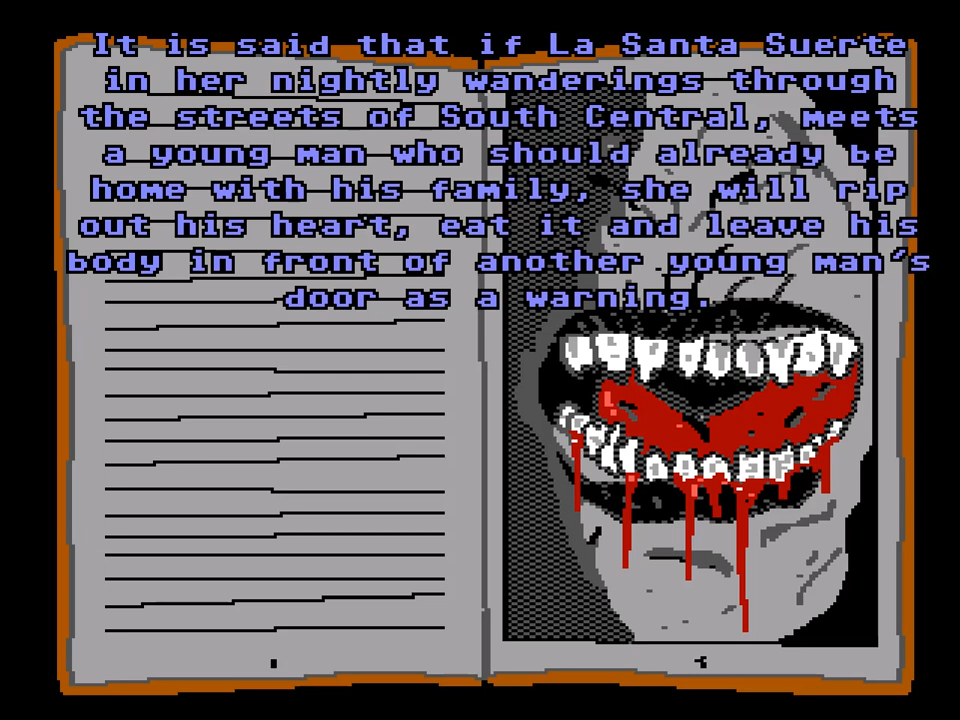 It is said that if La Santa Suerte
in her nightly wanderings through
the streets of South Central, meets
a young man who should already be
home with his family, she will rip
out his heart, eat it and leave his
body in front of another young man's
door as a warning.